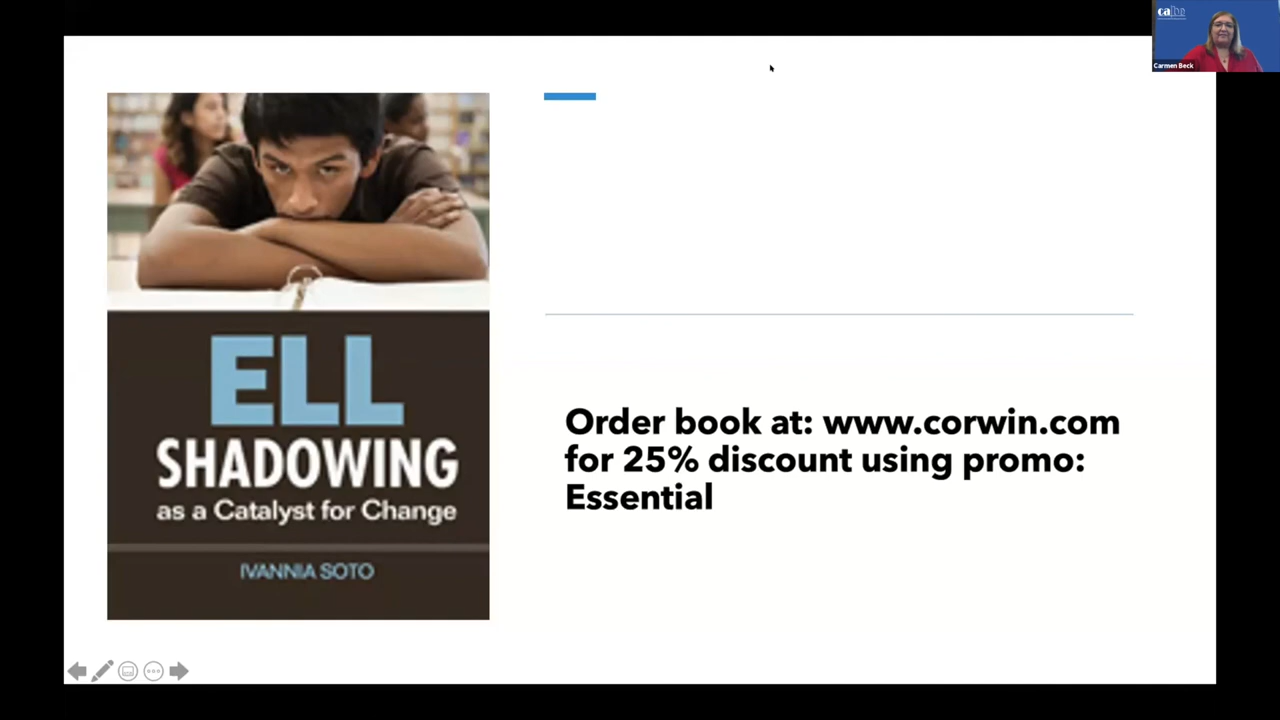 cabe
Carmen Beck
ELL
SHADOWING
as a Catalyst for Change
IVANNIA SOTO
Order book at: www.corwin.com
for 25% discount using promo:
Essential